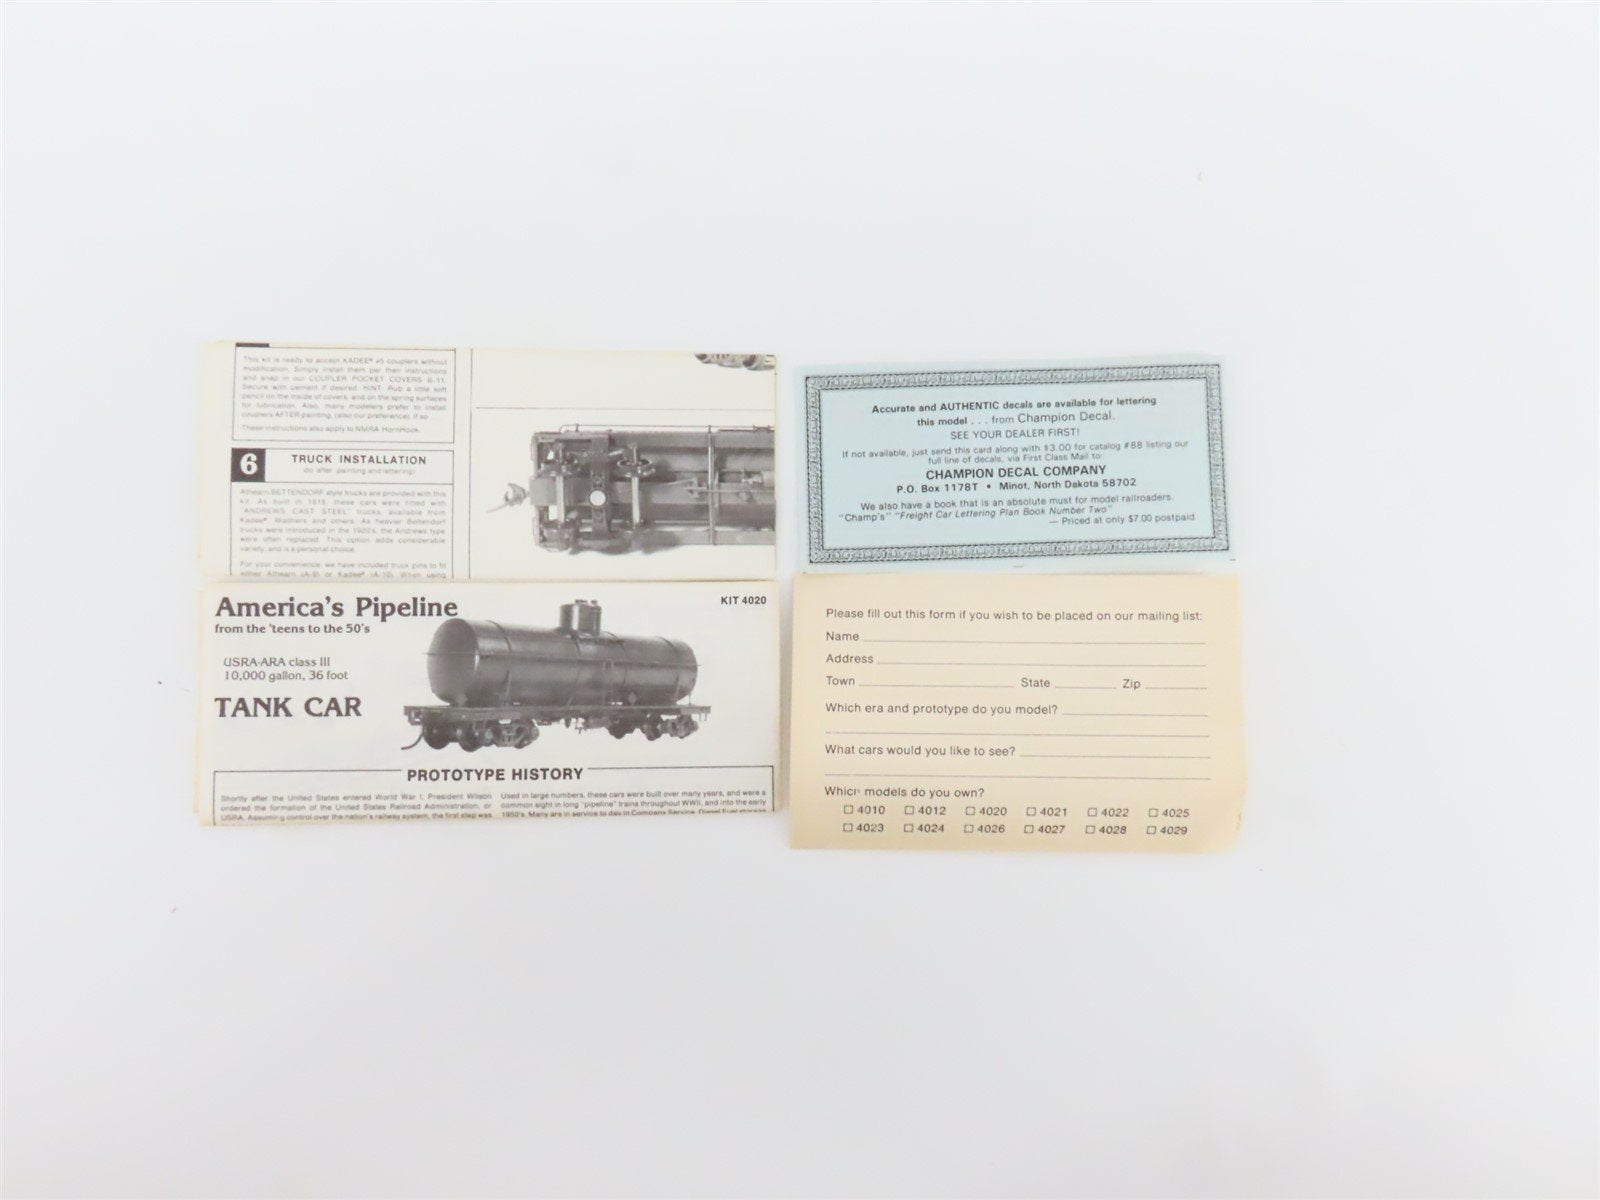 This kit is ready to accept KADEE® #5 couplers without
modification. Simply install them per their instructions
and snap in our COUPLER POCKET COVERS B-11.
Secure with cement if desired. HINT: Rub a little soft
pencil on the inside of covers, and on the spring surfaces
for lubrication. Also, many modelers prefer to install
couplers AFTER painting, (also our preference). If so
These instructions also apply to NMRA HornHook.
6
TRUCK INSTALLATION
(do after painting and lettering)
Athearn BETTENDORF style trucks are provided with this
kit. As built in 1918, these cars were fitted with
"ANDREWS CAST STEEL" trucks, available from
Kadee®, Walthers and others. As heavier Bettendorf
trucks were introduced in the 1920's, the Andrews type
were often replaced. This option adds considerable
variety, and is a personal choice.
For your convenience, we have included truck pins to fit
either Athearn (A-9) or Kadee® (A-10). When using
America's Pipeline
from the 'teens to the 50's
KIT 4020
USRA-ARA class III
10,000 gallon, 36 foot
TANK CAR
PROTOTYPE HISTORY
Shortly after the United States entered World War I, President Wilson
ordered the formation of the United States Railroad Administration, or
USRA. Assuming control over the nation's railway system, the first step was
Used in large numbers, these cars were built over many years, and were a
common sight in long "pipeline" trains throughout WWII, and into the early
1950's. Many are in service to day in Company Service. Diesel Fuel storage
Accurate and AUTHENTIC decals are available for lettering
this model . . . from Champion Decal.
SEE YOUR DEALER FIRST!
If not available, just send this card along with $3.00 for catalog #88 listing our
full line of decals, via First Class Mail to:
CHAMPION DECAL COMPANY
P.O. Box 1178T • Minot, North Dakota 58702
We also have a book that is an absolute must for model railroaders.
"Champ's" "Freight Car Lettering Plan Book Number Two"
— Priced at only $7.00 postpaid.
Please fill out this form if you wish to be placed on our mailing list:
Name
Address
Town State Zip
Which era and prototype do you model?
What cars would you like to see?
Which models do you own?
☐ 4010 ☐ 4012 ☐ 4020 ☐ 4021 ☐ 4022 ☐ 4025
☐ 4023 ☐ 4024 ☐ 4026 ☐ 4027 ☐ 4028 ☐ 4029